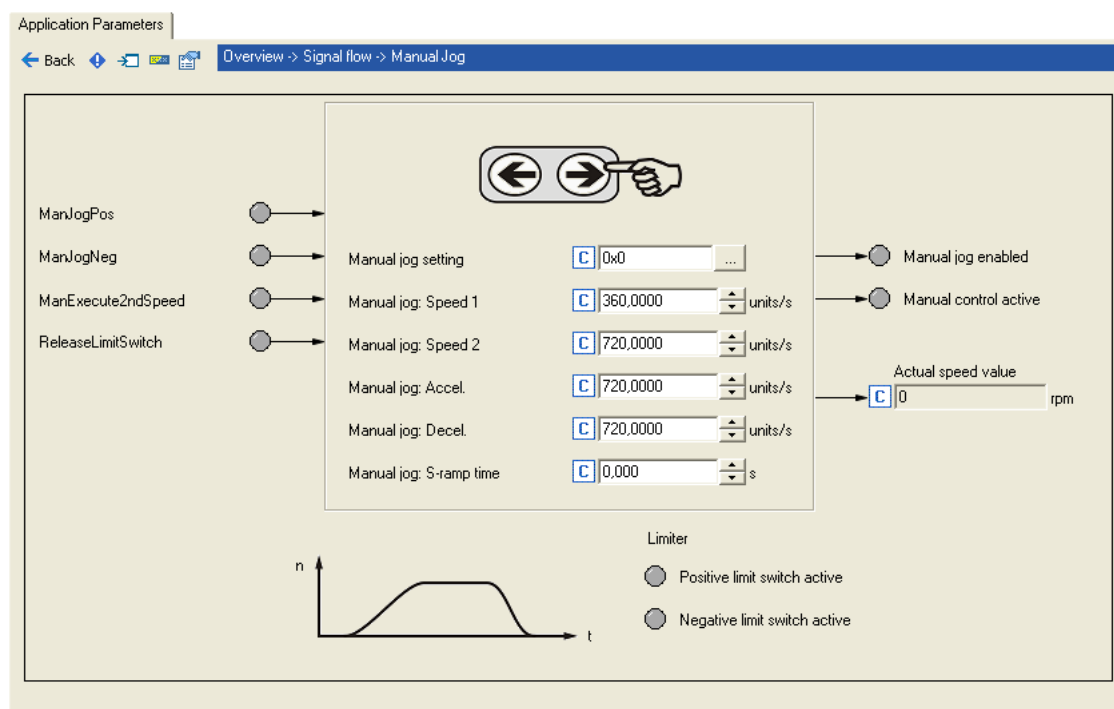 Application Parameters
Back
Overview -> Signal flow -> Manual Jog
ManJogPos
ManJogNeg
ManExecute2ndSpeed
ReleaseLimitSwitch
Manual jog setting C 0x0 ...
Manual jog: Speed 1 C 360,0000 units/s
Manual jog: Speed 2 C 720,0000 units/s
Manual jog: Accel. C 720,0000 units/s
Manual jog: Decel. C 720,0000 units/s
Manual jog: S-ramp time C 0,000 s
Manual jog enabled
Manual control active
Actual speed value
C 0 rpm
n
t
Limiter
Positive limit switch active
Negative limit switch active